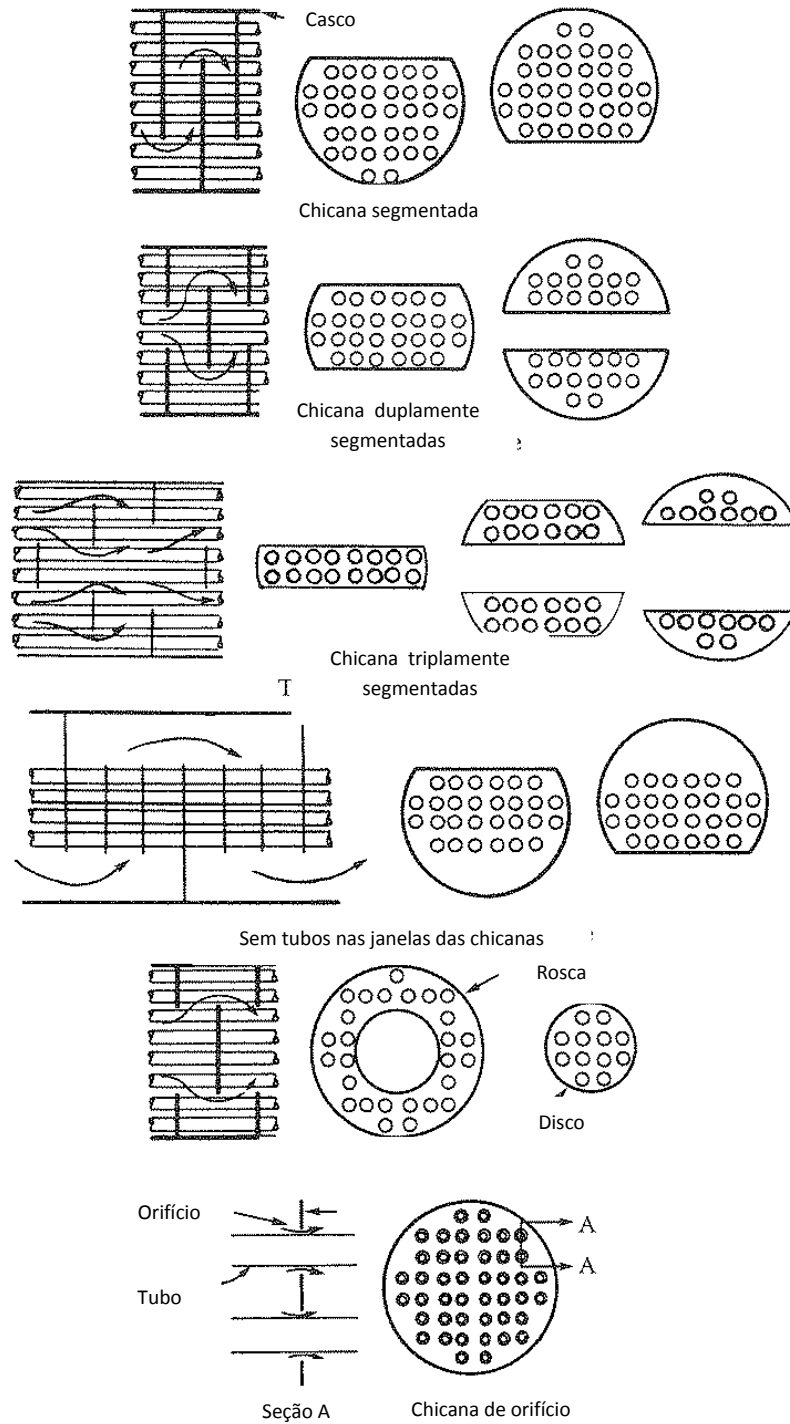 Casco
Chicana segmentada
Chicana duplamente
segmentadas
Chicana triplamente
segmentadas
T
Sem tubos nas janelas das chicanas
Rosca
Disco
Orifício
A
A
Tubo
Seção A
Chicana de orifício